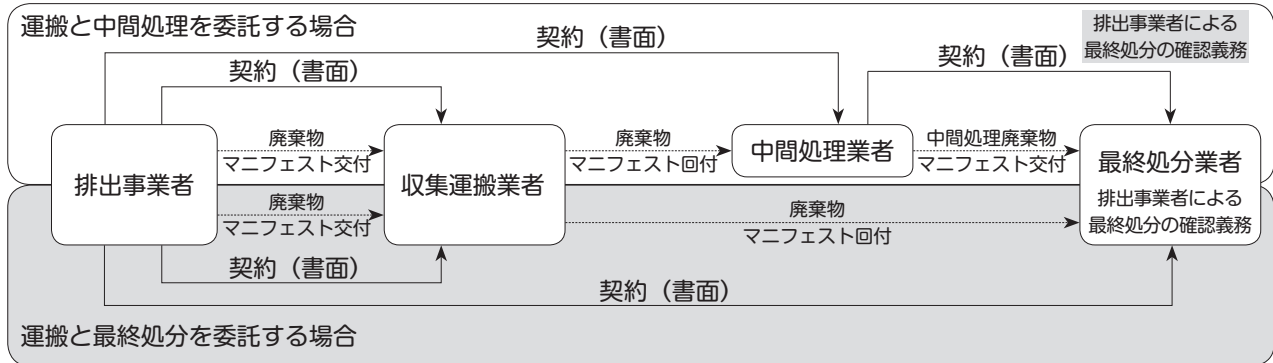 運搬と中間処理を委託する場合
契約（書面）
排出事業者による
最終処分の確認義務
契約（書面）
契約（書面）
排出事業者
廃棄物
マニフェスト交付
収集運搬業者
廃棄物
マニフェスト回付
中間処理業者
中間処理廃棄物
マニフェスト交付
最終処分業者
排出事業者による
最終処分の確認義務
廃棄物
マニフェスト交付
廃棄物
マニフェスト回付
契約（書面）
契約（書面）
運搬と最終処分を委託する場合